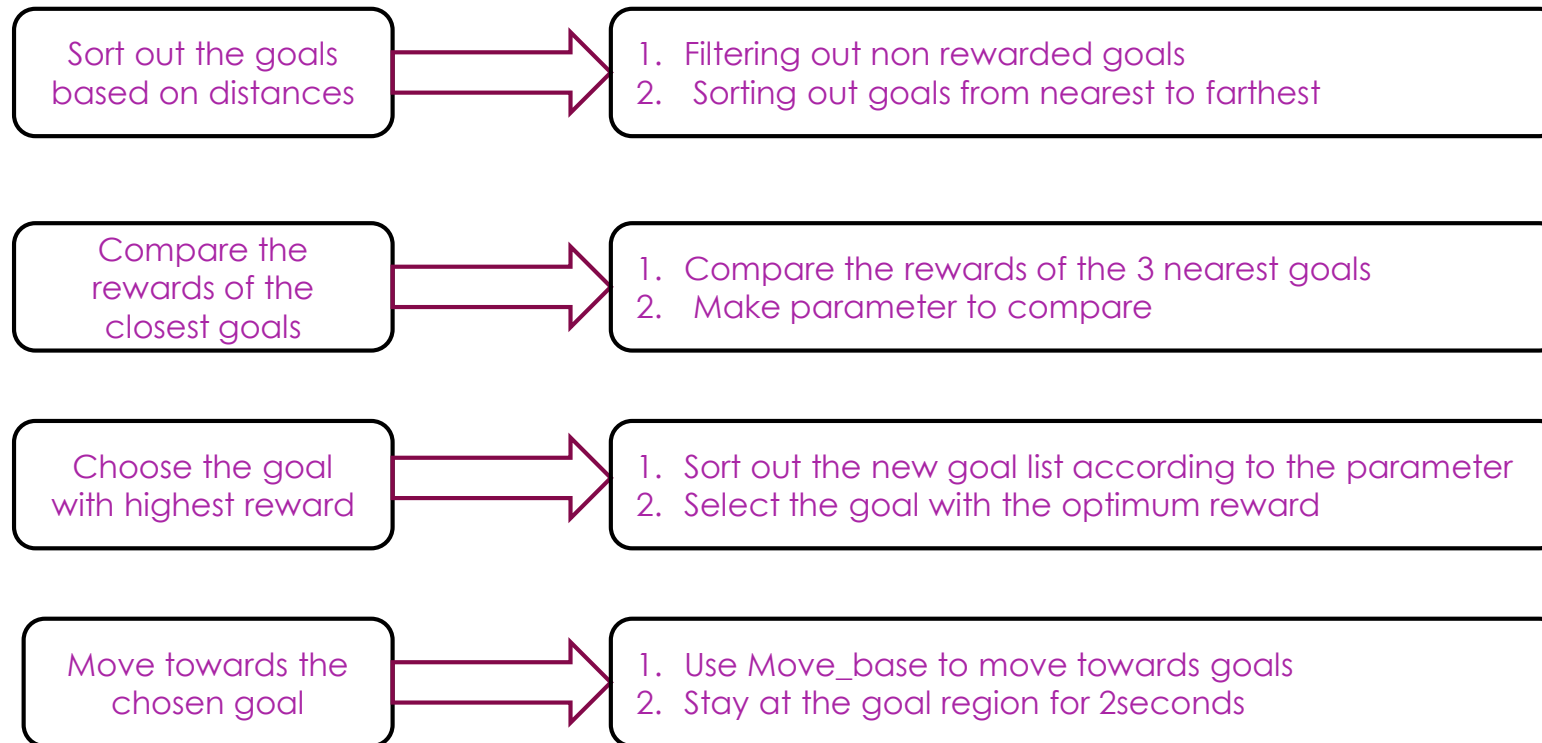 Sort out the goals
based on distances
1. Filtering out non rewarded goals
2. Sorting out goals from nearest to farthest
Compare the
rewards of the
closest goals
1. Compare the rewards of the 3 nearest goals
2. Make parameter to compare
Choose the goal
with highest reward
1. Sort out the new goal list according to the parameter
2. Select the goal with the optimum reward
Move towards the
chosen goal
1. Use Move_base to move towards goals
2. Stay at the goal region for 2seconds